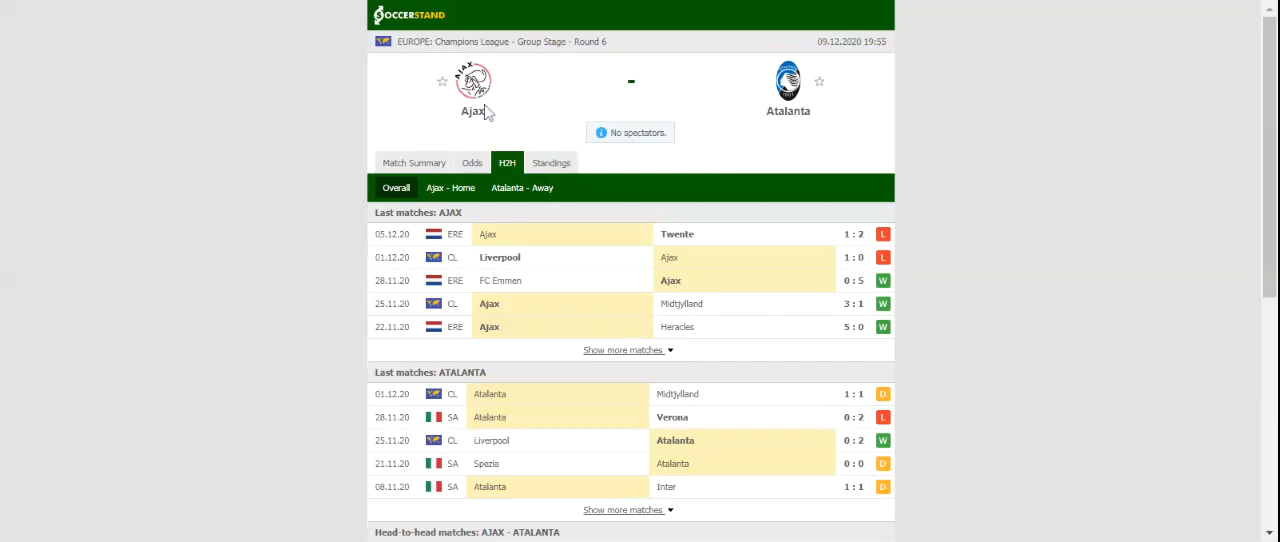 SOCCERSTAND
EUROPE: Champions League - Group Stage - Round 6 09.12.2020 19:55
AJAX
Ajax - Atalanta
No spectators.
Match Summary Odds H2H Standings
Overall Ajax - Home Atalanta - Away
Last matches: AJAX
05.12.20 ERE Ajax Twente 1 : 2 L
01.12.20 CL Liverpool Ajax 1 : 0 L
28.11.20 ERE FC Emmen Ajax 0 : 5 W
25.11.20 CL Ajax Midtjylland 3 : 1 W
22.11.20 ERE Ajax Heracles 5 : 0 W
Show more matches
Last matches: ATALANTA
01.12.20 CL Atalanta Midtjylland 1 : 1 D
28.11.20 SA Atalanta Verona 0 : 2 L
25.11.20 CL Liverpool Atalanta 0 : 2 W
21.11.20 SA Spezia Atalanta 0 : 0 D
08.11.20 SA Atalanta Inter 1 : 1 D
Show more matches
Head-to-head matches: AJAX - ATALANTA